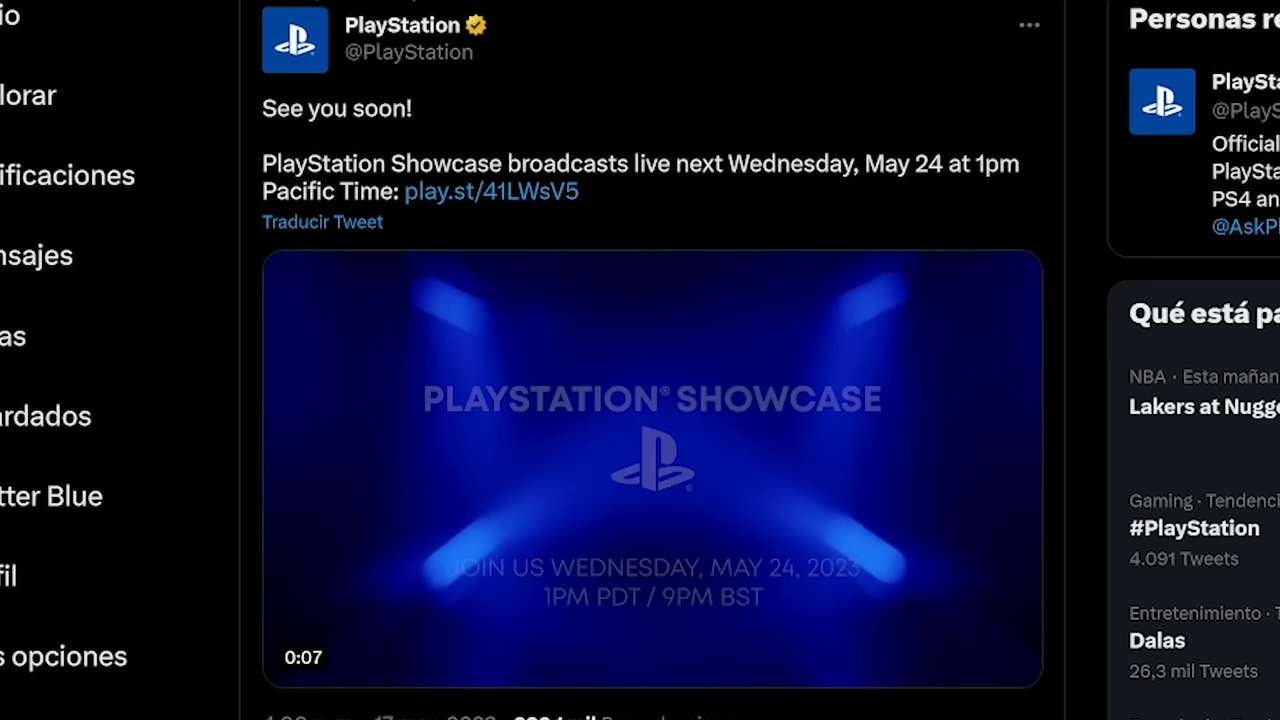 io
lorar
ificaciones
nsajes
as
ardados
tter Blue
fil
s opciones
PlayStation
@PlayStation
See you soon!
PlayStation Showcase broadcasts live next Wednesday, May 24 at 1pm
Pacific Time: play.st/41LWsV5
Traducir Tweet
PLAYSTATION® SHOWCASE
JOIN US WEDNESDAY, MAY 24, 2023
1PM PDT / 9PM BST
0:07
Personas re
PlaySta
@PlayS
Official
PlaySta
PS4 an
@AskPl
Qué está pa
NBA · Esta mañan
Lakers at Nugge
Gaming · Tendenci
#PlayStation
4.091 Tweets
Entretenimiento · T
Dalas
26,3 mil Tweets